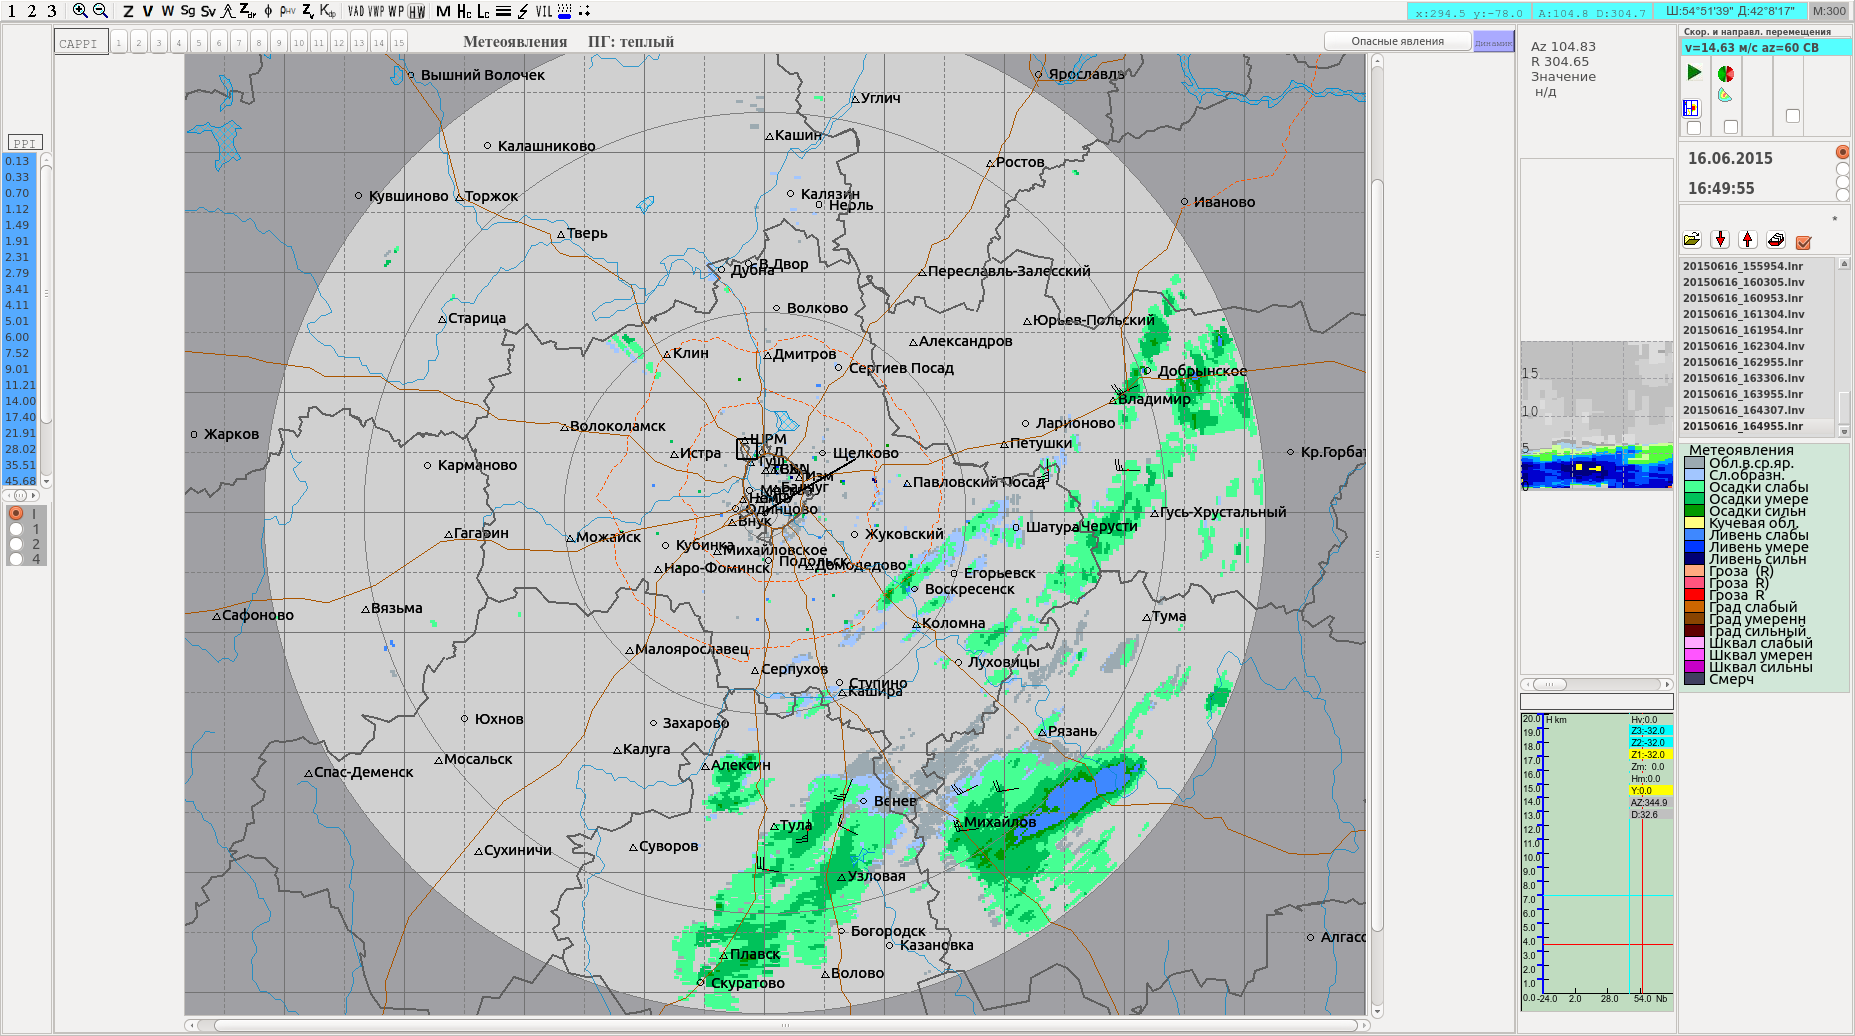 1 2 3 Z V W Sg Sv Λ Zdr ϕ ρHV Zv Kdp VAD VWP WP HW M Hc Lc VIL
x:294.5 y:-78.0 A:104.8 D:304.7 Ш:54°51'39" Д:42°8'17" M:300
CAPPI 1 2 3 4 5 6 7 8 9 10 11 12 13 14 15
Метеоявления ПГ: теплый
Опасные явления
PPI
0.13
0.33
0.70
1.12
1.49
1.91
2.31
2.79
3.41
4.11
5.01
6.00
7.52
9.01
11.21
14.00
17.40
21.91
28.02
35.51
45.68
I
1
2
4
Вышний Волочек
Ярославль
Углич
Кашин
Калашниково
Ростов
Кувшиново
Торжок
Калязин
Нерль
Иваново
Тверь
Дубна
В.Двор
Переславль-Залесский
Волково
Старица
Юрьев-Польский
Александров
Клин
Дмитров
Сергиев Посад
Добрынское
Владимир
Волоколамск
Ларионово
Жарков
Петушки
Истра
Щелково
Кр.Горбат
Карманово
Павловский Посад
Гусь-Хрустальный
Одинцово
Внук
Шатура
Черусти
Гагарин
Можайск
Жуковский
Кубинка
Михайловское
Подольск
Домодедово
Наро-Фоминск
Егорьевск
Воскресенск
Вязьма
Сафоново
Коломна
Тума
Малоярославец
Луховицы
Серпухов
Ступино
Кашира
Юхнов
Захарово
Рязань
Калуга
Мосальск
Алексин
Спас-Деменск
Венев
Тула
Михайлов
Суворов
Сухиничи
Узловая
Богородск
Казановка
Алгасо
Плавск
Волово
Скуратово
Az 104.83
R 304.65
Значение
н/д
15
10
5
20.0 H km
19.0
18.0
17.0
16.0
15.0
14.0
13.0
12.0
11.0
10.0
9.0
8.0
7.0
6.0
5.0
4.0
3.0
2.0
1.0
0.0 -24.0 2.0 28.0 54.0 Nb
Hv:0.0
Z3:-32.0
Z2:-32.0
Z1:-32.0
Zm: 0.0
Hm:0.0
Y:0.0
AZ:344.9
D:32.6
Скор. и направл. перемещения
v=14.63 м/с az=60 СВ
16.06.2015
16:49:55
*
20150616_155954.lnr
20150616_160305.lnv
20150616_160953.lnr
20150616_161304.lnv
20150616_161954.lnr
20150616_162304.lnv
20150616_162955.lnr
20150616_163306.lnv
20150616_163955.lnr
20150616_164307.lnv
20150616_164955.lnr
Метеоявления
Обл.в.ср.яр.
Сл.образн.
Осадки слабы
Осадки умере
Осадки сильн
Кучевая обл.
Ливень слабы
Ливень умере
Ливень сильн
Гроза (R)
Гроза R)
Гроза R
Град слабый
Град умеренн
Град сильный
Шквал слабый
Шквал умерен
Шквал сильны
Смерч